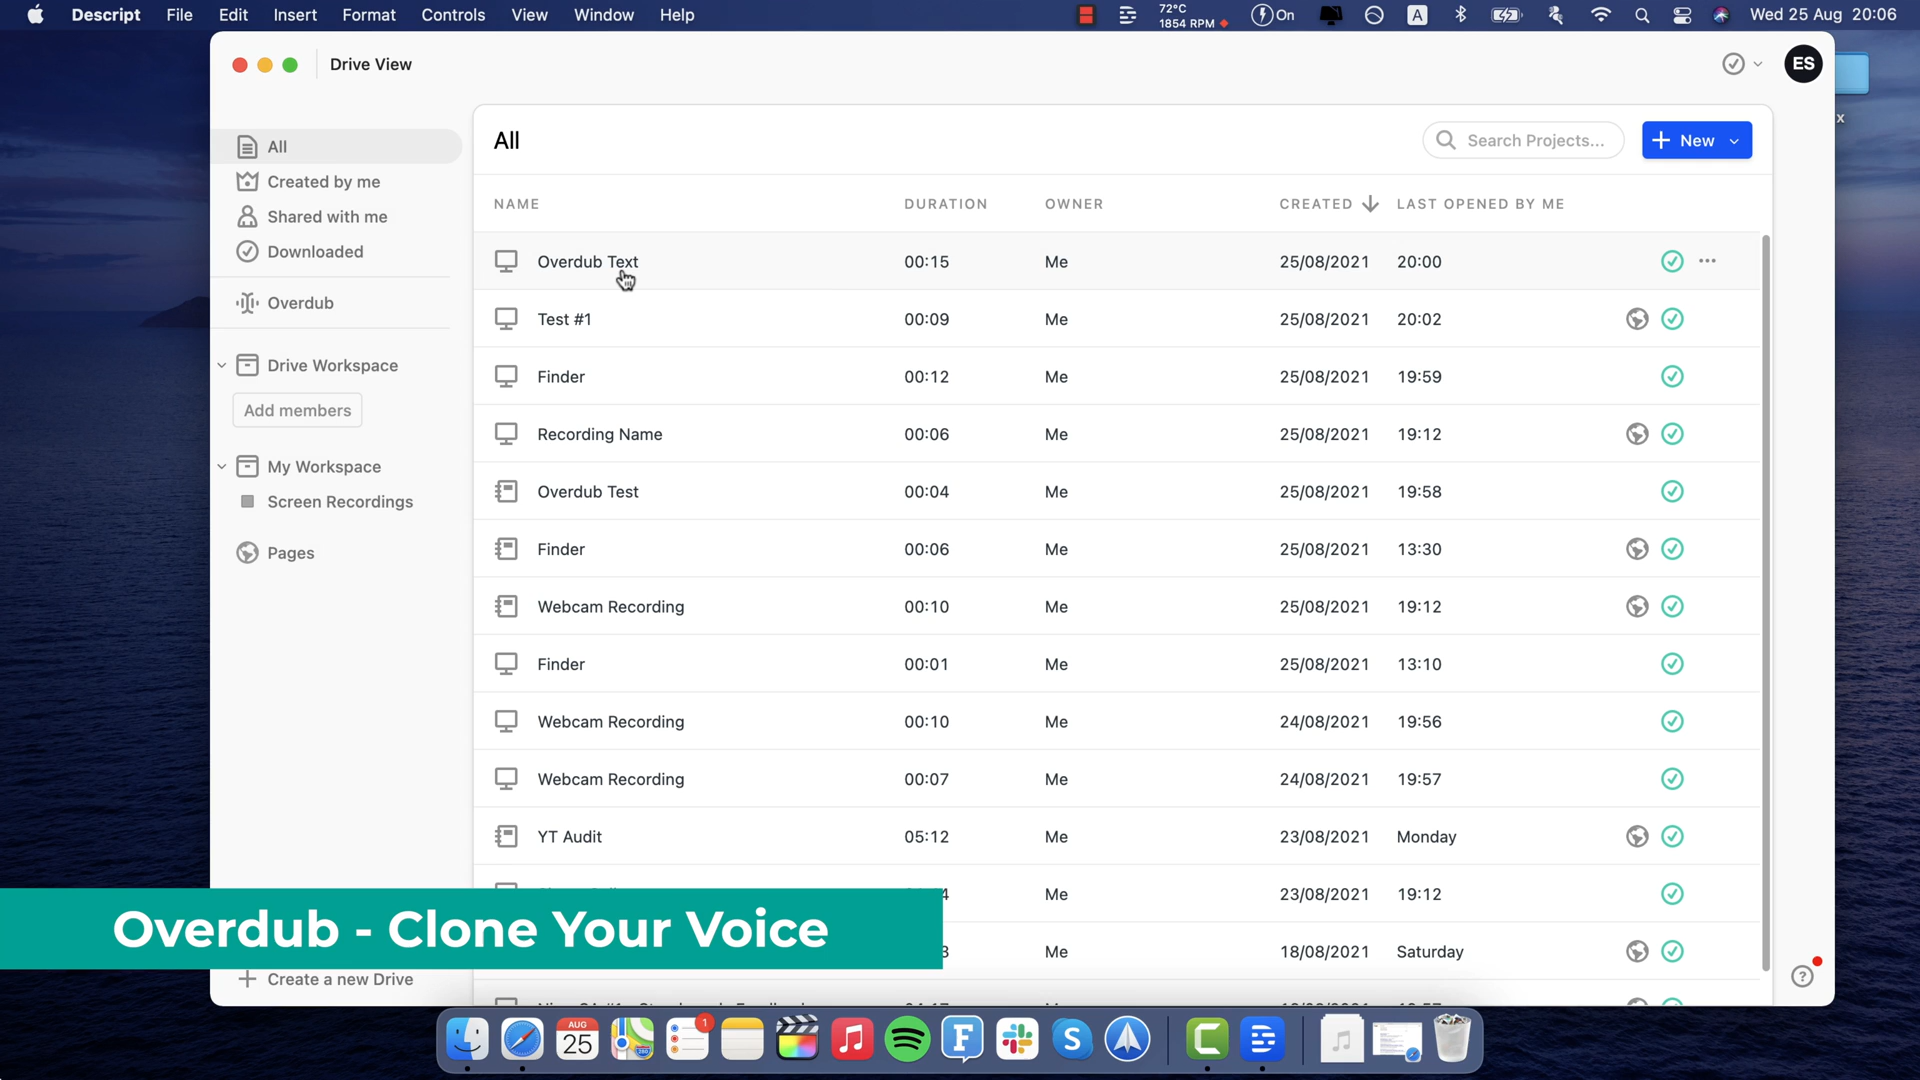 Descript File Edit Insert Format Controls View Window Help
72°C
1854 RPM
On
A
Wed 25 Aug 20:06
Drive View
ES
x
All
Created by me
Shared with me
Downloaded
Overdub
Drive Workspace
Add members
My Workspace
Screen Recordings
Pages
All
Search Projects...
New
NAME DURATION OWNER CREATED LAST OPENED BY ME
Overdub Text 00:15 Me 25/08/2021 20:00
Test #1 00:09 Me 25/08/2021 20:02
Finder 00:12 Me 25/08/2021 19:59
Recording Name 00:06 Me 25/08/2021 19:12
Overdub Test 00:04 Me 25/08/2021 19:58
Finder 00:06 Me 25/08/2021 13:30
Webcam Recording 00:10 Me 25/08/2021 19:12
Finder 00:01 Me 25/08/2021 13:10
Webcam Recording 00:10 Me 24/08/2021 19:56
Webcam Recording 00:07 Me 24/08/2021 19:57
YT Audit 05:12 Me 23/08/2021 Monday
4 Me 23/08/2021 19:12
3 Me 18/08/2021 Saturday
Overdub - Clone Your Voice
Create a new Drive
AUG
25
1